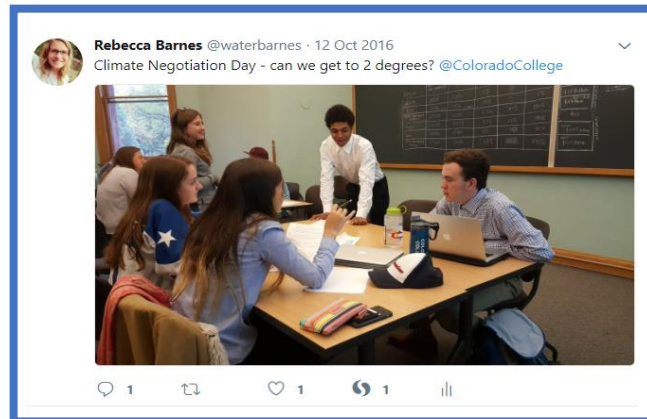 Rebecca Barnes @waterbarnes · 12 Oct 2016
Climate Negotiation Day - can we get to 2 degrees? @ColoradoCollege
1 1 1